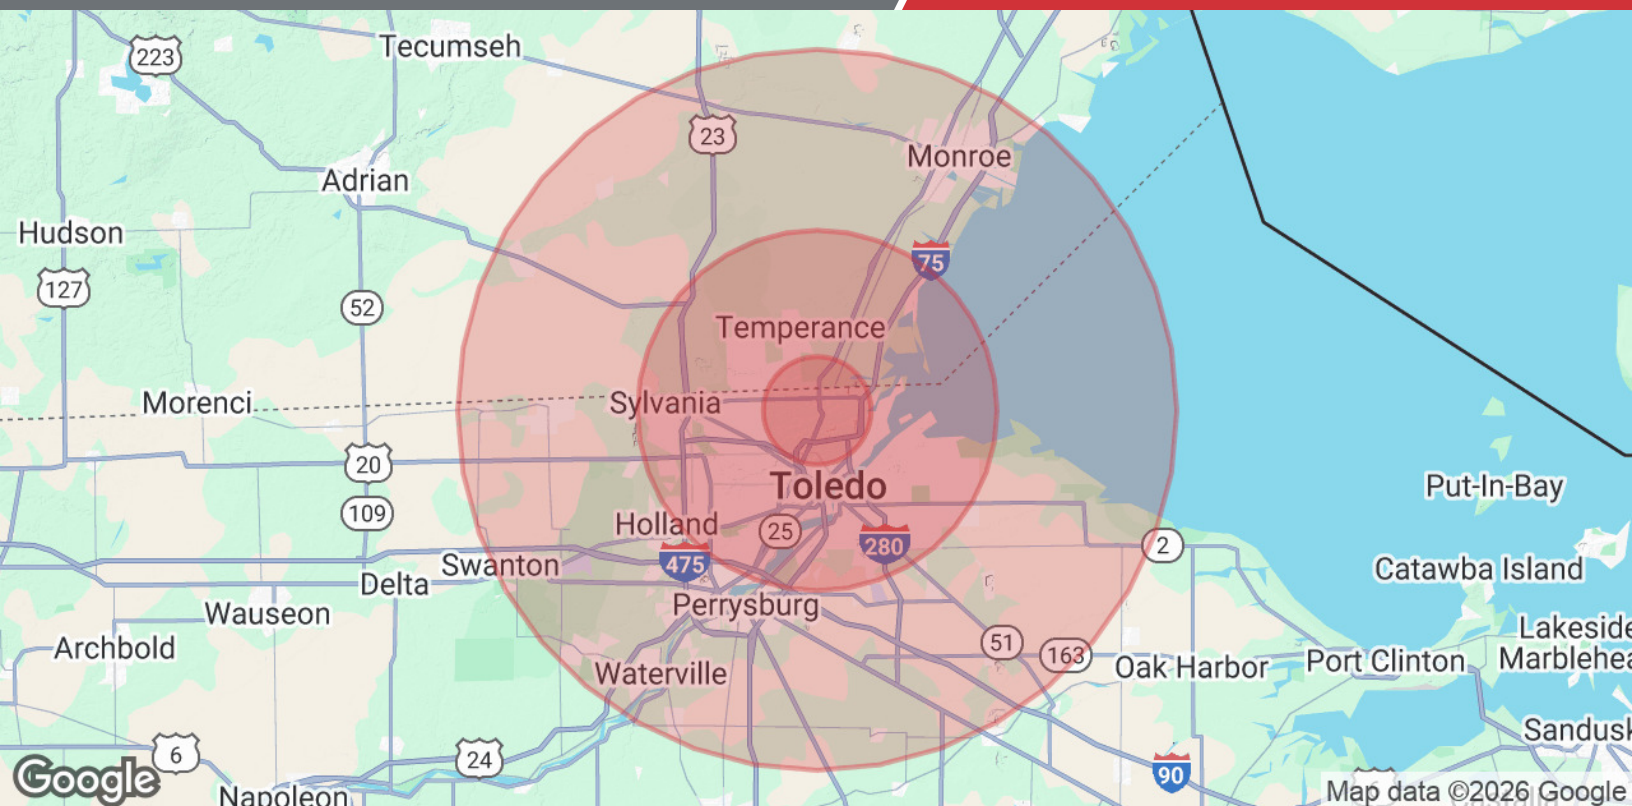 223
Tecumseh
23
Monroe
Adrian
Hudson
75
127
52
Temperance
Morenci
Sylvania
20
Toledo
Put-In-Bay
109
Holland
25
280
2
475
Swanton
Catawba Island
Delta
Perrysburg
Wauseon
51
Lakeside
Archbold
163
Marblehea
Oak Harbor
Port Clinton
Waterville
Sandusk
6
24
90
Google
Napoleon
Map data ©2026 Google